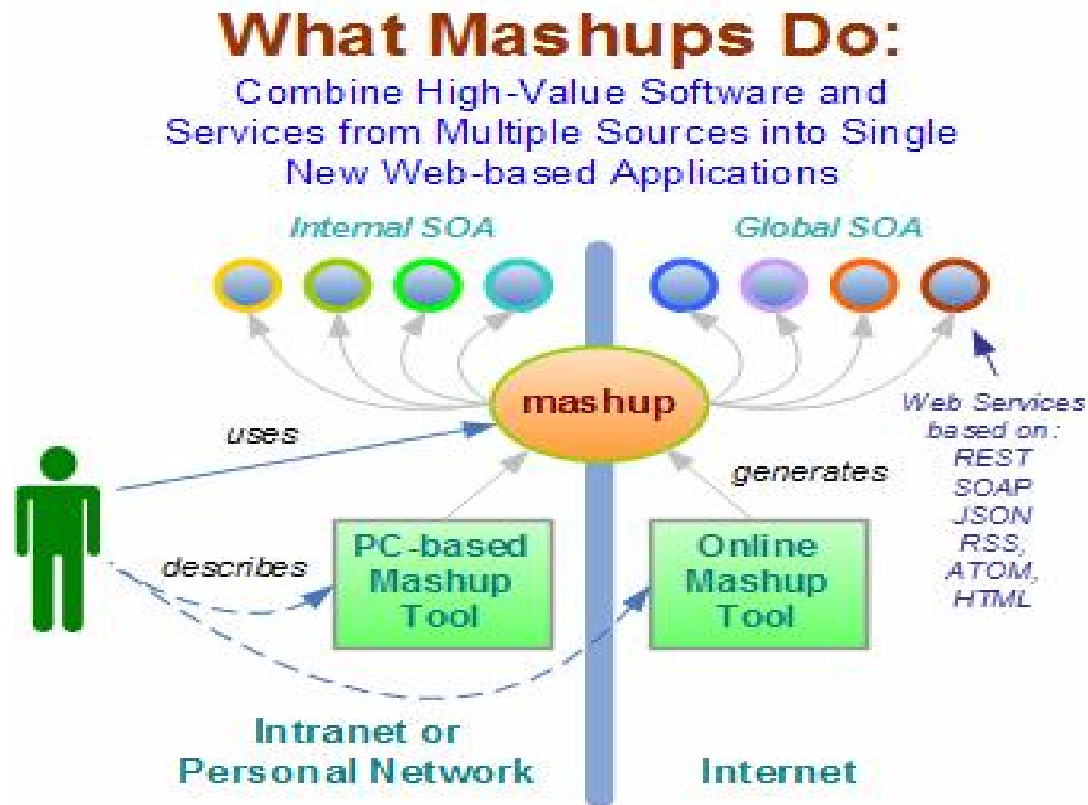 What Mashups Do:
Combine High-Value Software and
Services from Multiple Sources into Single
New Web-based Applications
Internal SOA
Global SOA
mashup
uses
Web Services
based on:
REST
SOAP
JSON
RSS,
ATOM,
HTML
generates
describes
PC-based
Mashup
Tool
Online
Mashup
Tool
Intranet or
Personal Network
Internet